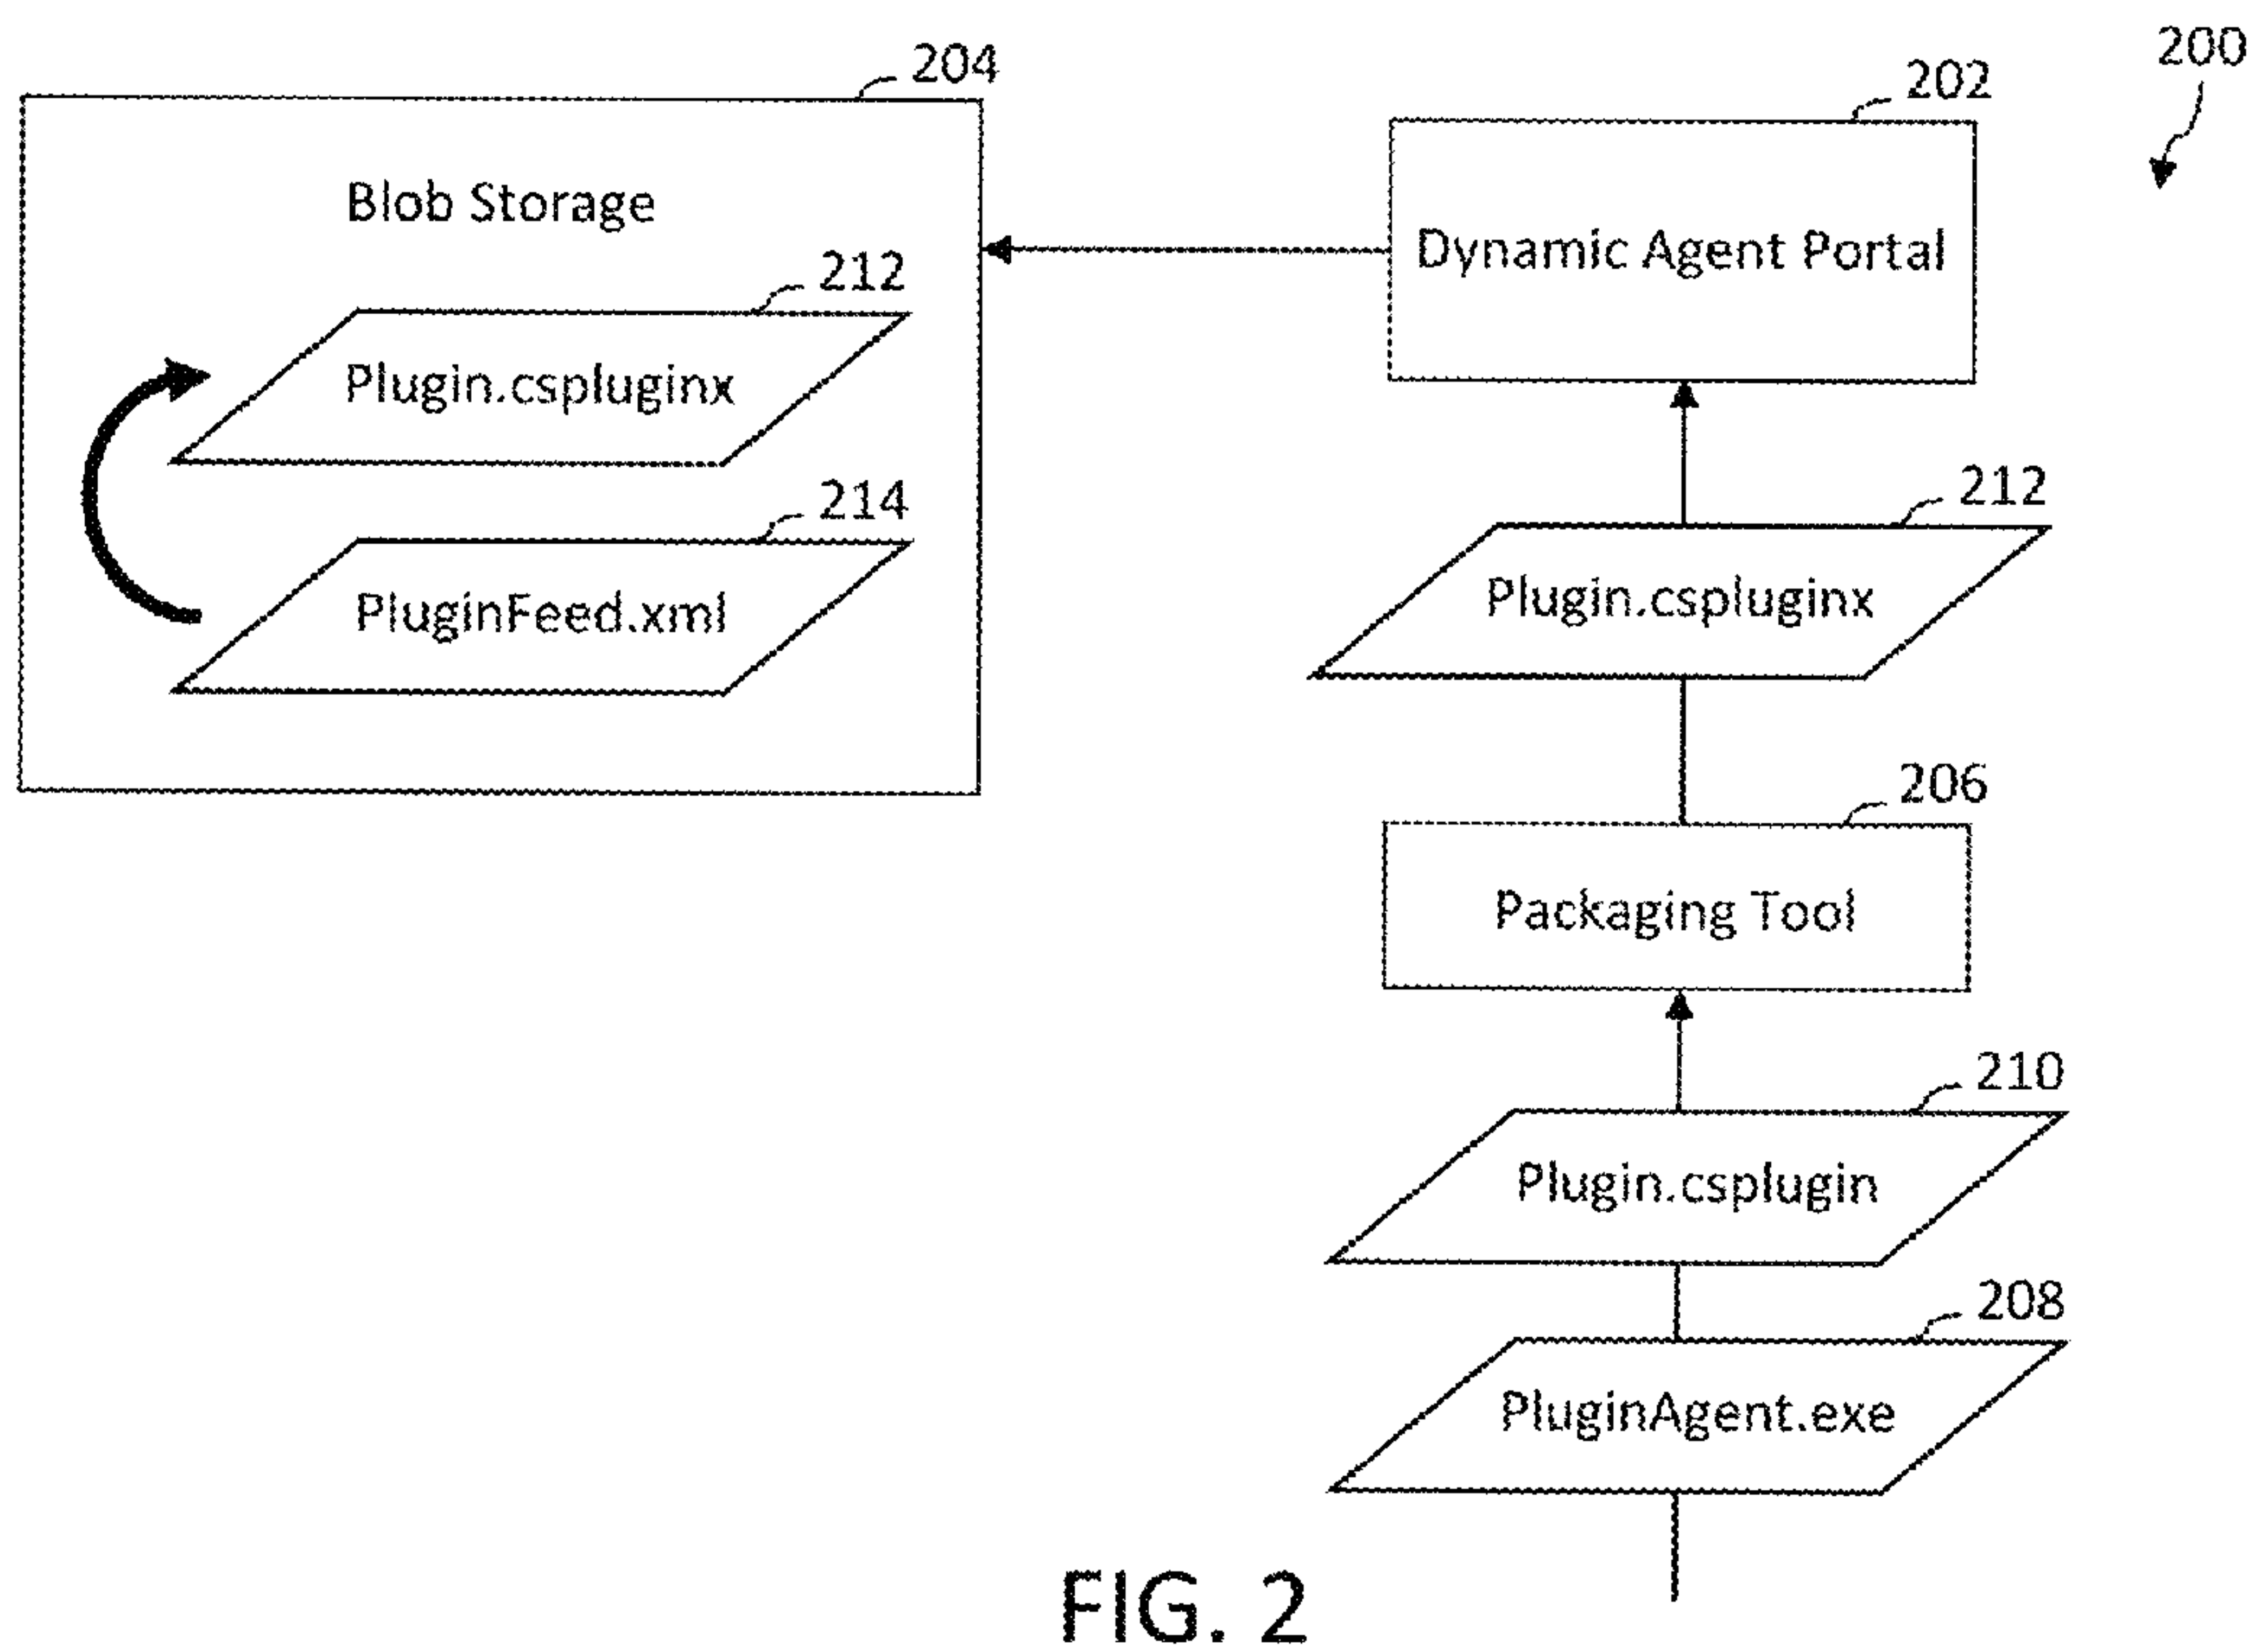 200
204
202
Blob Storage
Dynamic Agent Portal
212
Plugin.cspluginx
212
214
Plugin.cspluginx
PluginFeed.xml
206
Packaging Tool
210
Plugin.csplugin
208
PluginAgent.exe
FIG. 2